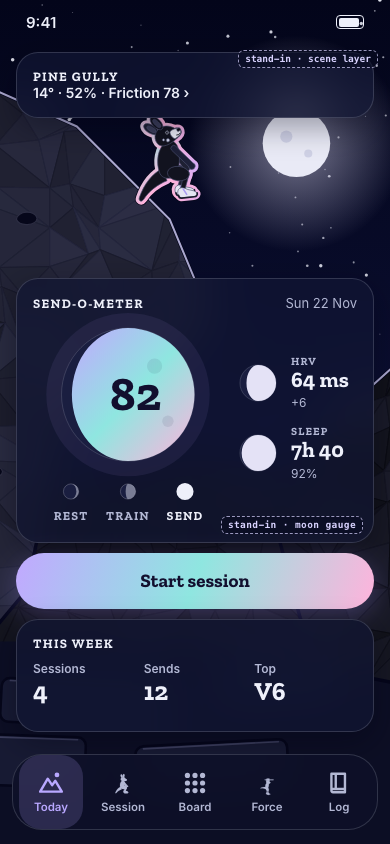 9:41
stand-in · scene layer
PINE GULLY
14° · 52% · Friction 78 ›
SEND-O-METER
Sun 22 Nov
82
HRV
64 ms
+6
SLEEP
7h 40
92%
REST
TRAIN
SEND
stand-in · moon gauge
Start session
THIS WEEK
Sessions
Sends
Top
4
12
V6
Today
Session
Board
Force
Log